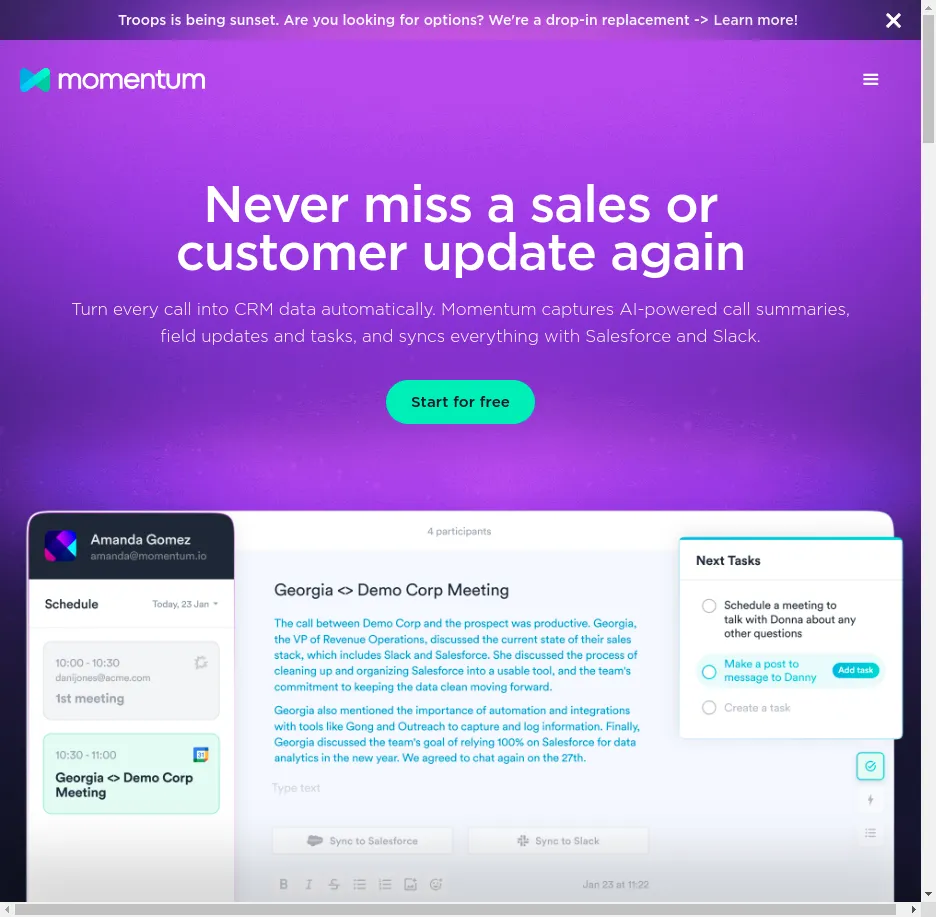 Troops is being sunset. Are you looking for options? We're a drop-in replacement -> Learn more!
momentum
Never miss a sales or
customer update again
Turn every call into CRM data automatically. Momentum captures AI-powered call summaries,
field updates and tasks, and syncs everything with Salesforce and Slack.
Start for free
Amanda Gomez
amanda@momentum.io
Schedule
Today, 23 Jan
10:00 - 10:30
danijones@acme.com
1st meeting
10:30 - 11:00
31
Georgia <> Demo Corp
Meeting
4 participants
Georgia <> Demo Corp Meeting
The call between Demo Corp and the prospect was productive. Georgia,
the VP of Revenue Operations, discussed the current state of their sales
stack, which includes Slack and Salesforce. She discussed the process of
cleaning up and organizing Salesforce into a usable tool, and the team's
commitment to keeping the data clean moving forward.
Georgia also mentioned the importance of automation and integrations
with tools like Gong and Outreach to capture and log information. Finally,
Georgia discussed the team's goal of relying 100% on Salesforce for data
analytics in the new year. We agreed to chat again on the 27th.
Type text
Sync to Salesforce
Sync to Slack
B I S
Jan 23 at 11:22
Next Tasks
Schedule a meeting to
talk with Donna about any
other questions
Make a post to
message to Danny
Add task
Create a task